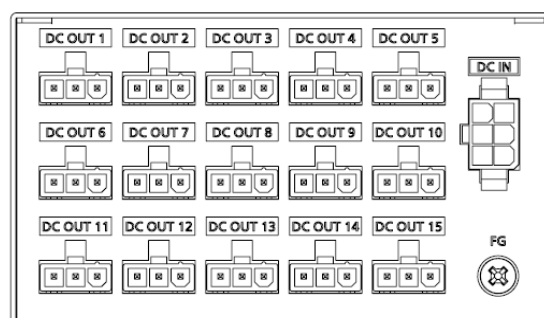 DC OUT 1 DC OUT 2 DC OUT 3 DC OUT 4 DC OUT 5
DC IN
DC OUT 6 DC OUT 7 DC OUT 8 DC OUT 9 DC OUT 10
DC OUT 11 DC OUT 12 DC OUT 13 DC OUT 14 DC OUT 15
FG